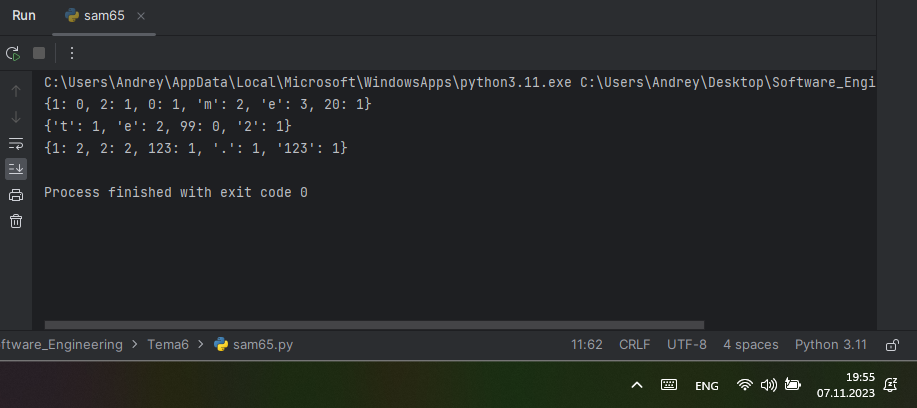 Run sam65
C:\Users\Andrey\AppData\Local\Microsoft\WindowsApps\python3.11.exe C:\Users\Andrey\Desktop\Software_Engi
{1: 0, 2: 1, 0: 1, 'm': 2, 'e': 3, 20: 1}
{'t': 1, 'e': 2, 99: 0, '2': 1}
{1: 2, 2: 2, 123: 1, '.': 1, '123': 1}
Process finished with exit code 0
ftware_Engineering > Tema6 > sam65.py 11:62 CRLF UTF-8 4 spaces Python 3.11
ENG 19:55
07.11.2023